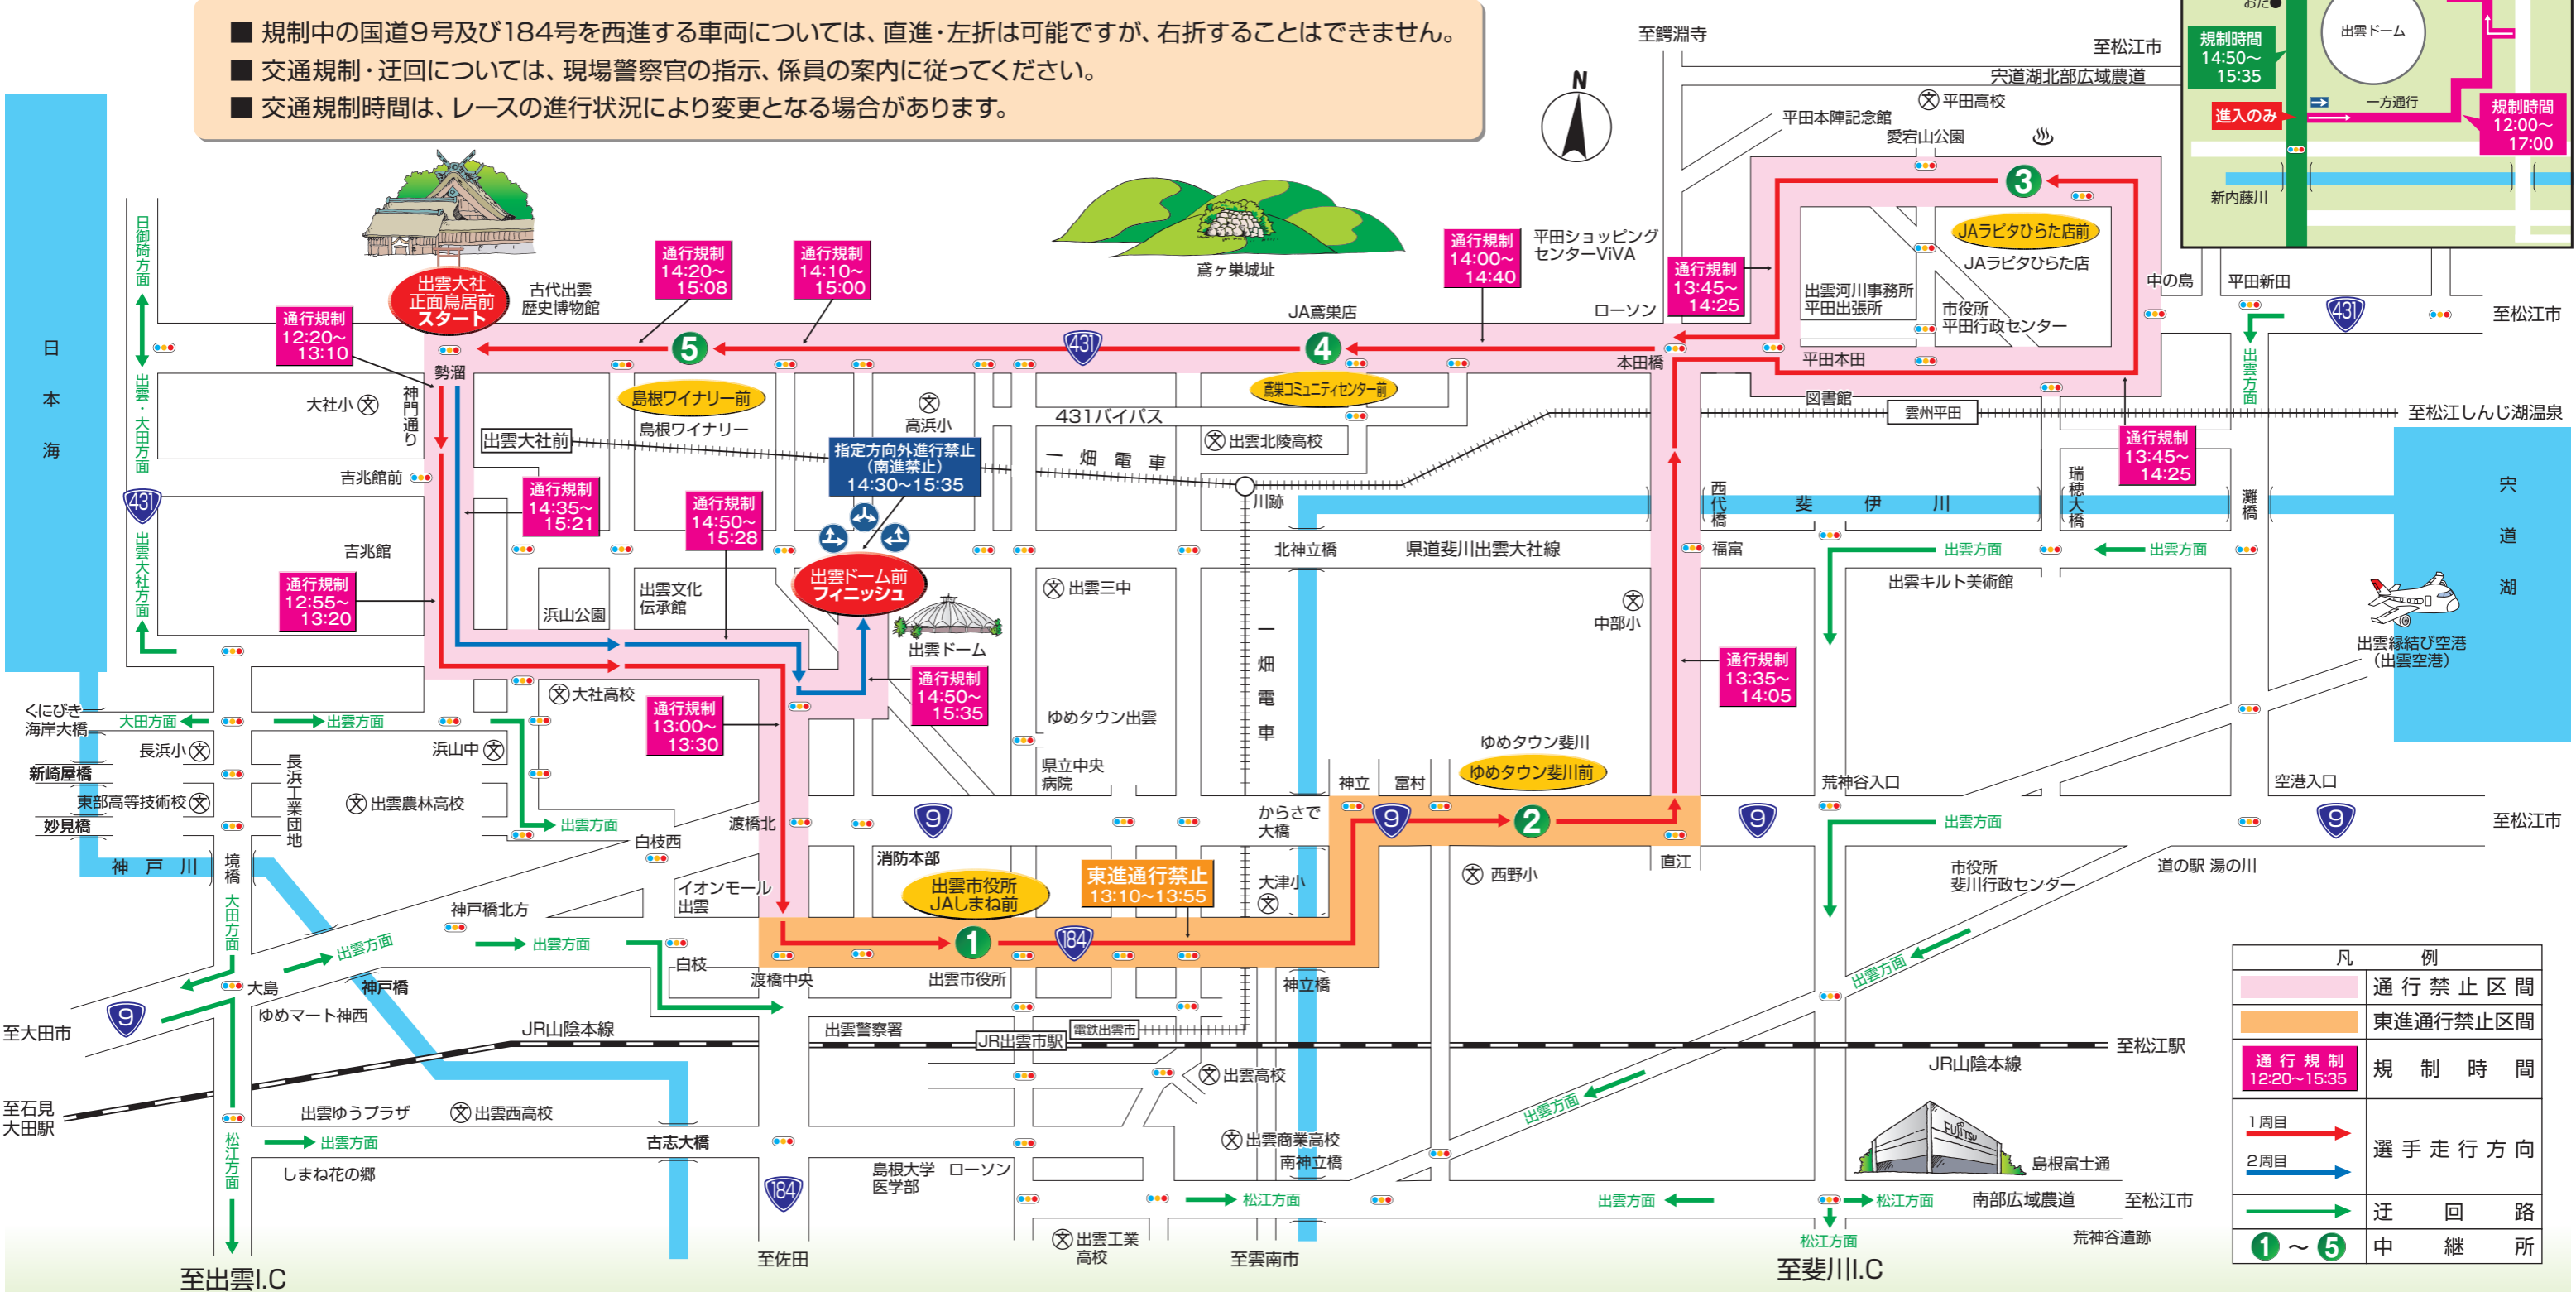 ■ 規制中の国道9号及び184号を西進する車両については、直進・左折は可能ですが、右折することはできません。
■ 交通規制・迂回については、現場警察官の指示、係員の案内に従ってください。
■ 交通規制時間は、レースの進行状況により変更となる場合があります。
N
至鰐淵寺
至松江市
宍道湖北部広域農道
平田高校
平田本陣記念館
愛宕山公園
おだ
出雲ドーム
規制時間
14:50～
15:35
進入のみ
一方通行
規制時間
12:00～
17:00
新内藤川
日本海
日御碕方面
出雲・大田方面
431
出雲大社方面
出雲大社
正面鳥居前
スタート
古代出雲
歴史博物館
通行規制
12:20～
13:10
通行規制
14:20～
15:08
通行規制
14:10～
15:00
鳶ヶ巣城址
通行規制
14:00～
14:40
平田ショッピング
センターViVA
通行規制
13:45～
14:25
3
JAラピタひらた店前
JAラピタひらた店
出雲河川事務所
平田出張所
市役所
平田行政センター
中の島
平田新田
431
至松江市
出雲方面
勢溜
5
431
JA鳶巣店
4
ローソン
本田橋
平田本田
大社小
神門通り
島根ワイナリー前
島根ワイナリー
高浜小
431バイパス
鳶巣コミュニティセンター前
図書館
雲州平田
至松江しんじ湖温泉
出雲大社前
指定方向外進行禁止
(南進禁止)
14:30～15:35
一畑電車
出雲北陵高校
通行規制
13:45～
14:25
吉兆館前
通行規制
14:35～
15:21
通行規制
14:50～
15:28
川跡
西代橋
斐伊川
瑞穂大橋
灘橋
宍道湖
吉兆館
北神立橋
県道斐川出雲大社線
福富
出雲方面
出雲方面
出雲キルト美術館
通行規制
12:55～
13:20
浜山公園
出雲文化
伝承館
出雲ドーム前
フィニッシュ
出雲ドーム
出雲三中
中部小
一畑電車
出雲縁結び空港
(出雲空港)
大社高校
通行規制
13:00～
13:30
通行規制
14:50～
15:35
通行規制
13:35～
14:05
くにびき
海岸大橋
大田方面
出雲方面
長浜小
浜山中
新崎屋橋
長浜工業団地
東部高等技術校
出雲農林高校
妙見橋
出雲方面
白枝西
渡橋北
9
ゆめタウン出雲
県立中央
病院
からさで
大橋
神立
富村
ゆめタウン斐川
ゆめタウン斐川前
9
2
9
荒神谷入口
空港入口
出雲方面
9
至松江市
神戸川
境橋
大田方面
消防本部
イオンモール
出雲
出雲市役所
JAしまね前
東進通行禁止
13:10～13:55
大津小
西野小
直江
市役所
斐川行政センター
道の駅 湯の川
神戸橋北方
出雲方面
出雲方面
1
184
白枝
渡橋中央
出雲市役所
神立橋
出雲方面
大島
神戸橋
9
ゆめマート神西
至大田市
JR山陰本線
出雲警察署
電鉄出雲市
JR出雲市駅
至松江駅
JR山陰本線
至石見
大田駅
出雲ゆうプラザ
出雲西高校
出雲高校
出雲方面
松江方面
出雲方面
古志大橋
しまね花の郷
184
島根大学
医学部
ローソン
出雲商業高校
南神立橋
松江方面
出雲方面
松江方面
FUJITSU
島根富士通
南部広域農道
至松江市
出雲工業
高校
松江方面
荒神谷遺跡
至出雲I.C
至佐田
至雲南市
至斐川I.C
凡例
通行禁止区間
東進通行禁止区間
通行規制
12:20～15:35
規制時間
1周目
2周目
選手走行方向
迂回路
1～5
中継所